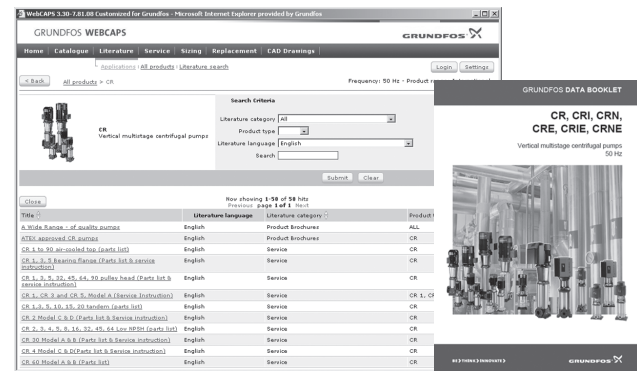 WebCAPS 3.30-7.81.08 Customized for Grundfos - Microsoft Internet Explorer provided by Grundfos
GRUNDFOS WEBCAPS
GRUNDFOS
Home Catalogue Literature Service Sizing Replacement CAD Drawings
Applications All products Literature search
Login Settings
< Back All products > CR
Frequency: 50 Hz - Product
CR
Vertical multistage centrifugal pumps
Search Criteria
Literature category All
Product type
Literature language English
Search
Submit Clear
Close
Now showing 1-58 of 58 hits
Previous page 1 of 1 Next
Title Literature language Literature category Product
A Wide Range - of quality pumps English Product Brochures ALL
ATEX approved CR pumps English Product Brochures CR
CR 1 to 90 air-cooled top (parts list) English Service CR
CR 1, 3, 5 Bearing flange (Parts list & service
instruction) English Service CR
CR 1, 3, 5, 32, 45, 64, 90 pulley head (Parts list &
service instruction) English Service CR
CR 1, CR 3 and CR 5, Model A (Service Instruction) English Service CR 1, CR
CR 1,3, 5, 10, 15, 20 tandem (parts list) English Service CR
CR 2 Model C & D (Parts list & Service instruction) English Service CR
CR 2, 3, 4, 5, 8, 16, 32, 45, 64 Low NPSH (parts list) English Service CR
CR 30 Model A & B (Parts list & Service instruction) English Service CR
CR 4 Model C & D(Parts list & Service instruction) English Service CR
CR 60 Model A & B (Parts list) English Service CR
GRUNDFOS DATA BOOKLET
CR, CRI, CRN,
CRE, CRIE, CRNE
Vertical multistage centrifugal pumps
50 Hz
BE > THINK > INNOVATE >
GRUNDFOS